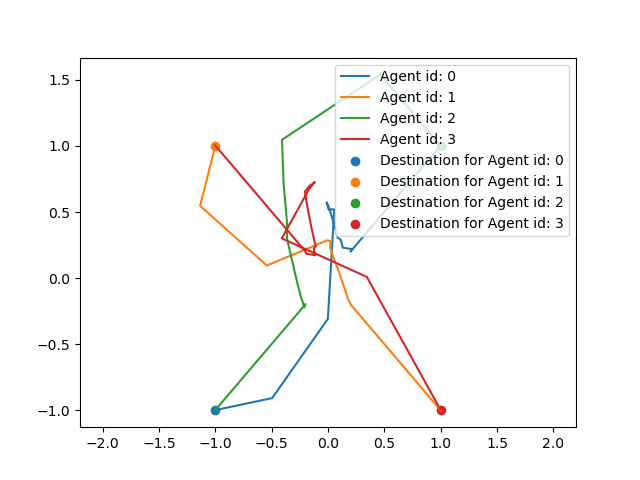 Agent id: 0
Agent id: 1
Agent id: 2
Agent id: 3
Destination for Agent id: 0
Destination for Agent id: 1
Destination for Agent id: 2
Destination for Agent id: 3
1.5
1.0
0.5
0.0
−0.5
−1.0
−2.0 −1.5 −1.0 −0.5 0.0 0.5 1.0 1.5 2.0